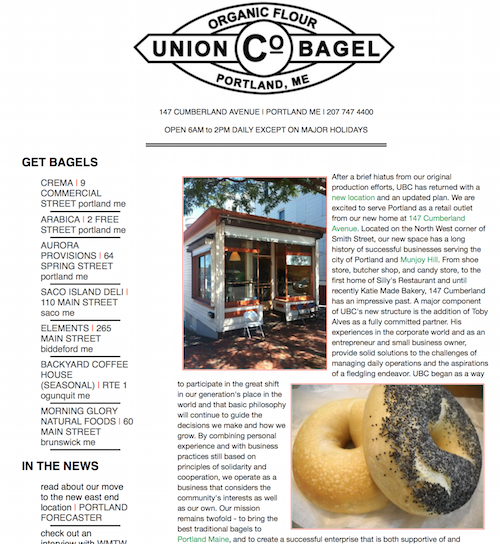 ORGANIC FLOUR
UNION Co BAGEL
PORTLAND, ME
147 CUMBERLAND AVENUE | PORTLAND ME | 207 747 4400
OPEN 6AM to 2PM DAILY EXCEPT ON MAJOR HOLIDAYS
GET BAGELS
CREMA | 9
COMMERCIAL
STREET portland me
ARABICA | 2 FREE
STREET portland me
AURORA
PROVISIONS | 64
SPRING STREET
portland me
SACO ISLAND DELI |
110 MAIN STREET
saco me
ELEMENTS | 265
MAIN STREET
biddeford me
BACKYARD COFFEE
HOUSE
(SEASONAL) | RTE 1
ogunquit me
MORNING GLORY
NATURAL FOODS | 60
MAIN STREET
brunswick me
IN THE NEWS
read about our move
to the new east end
location | PORTLAND
FORECASTER
check out an
interview with WMTW
After a brief hiatus from our original
production efforts, UBC has returned with a
new location and an updated plan. We are
excited to serve Portland as a retail outlet
from our new home at 147 Cumberland
Avenue. Located on the North West corner of
Smith Street, our new space has a long
history of successful businesses serving the
city of Portland and Munjoy Hill. From shoe
store, butcher shop, and candy store, to the
first home of Silly's Restaurant and until
recently Katie Made Bakery, 147 Cumberland
has an impressive past. A major component
of UBC's new structure is the addition of Toby
Alves as a fully committed partner. His
experiences in the corporate world and as an
entrepreneur and small business owner,
provide solid solutions to the challenges of
managing daily operations and the aspirations
of a fledgling endeavor. UBC began as a way
to participate in the great shift
in our generation's place in the
world and that basic philosophy
will continue to guide the
decisions we make and how we
grow. By combining personal
experience and with business
practices still based on
principles of solidarity and
cooperation, we operate as a
business that considers the
community's interests as well
as our own. Our mission
remains twofold - to bring the
best traditional bagels to
Portland Maine, and to create a successful enterprise that is both supportive of and